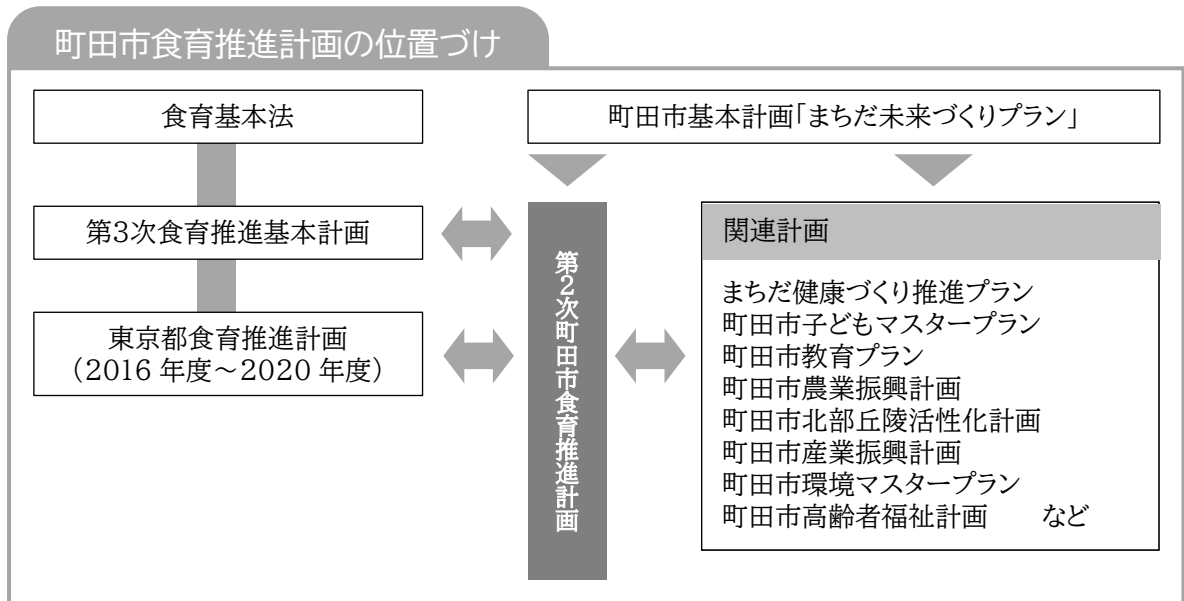 町田市食育推進計画の位置づけ
食育基本法
町田市基本計画「まちだ未来づくりプラン」
第3次食育推進基本計画
東京都食育推進計画
（2016 年度～2020 年度）
第２次町田市食育推進計画
関連計画
まちだ健康づくり推進プラン
町田市子どもマスタープラン
町田市教育プラン
町田市農業振興計画
町田市北部丘陵活性化計画
町田市産業振興計画
町田市環境マスタープラン
町田市高齢者福祉計画　　など